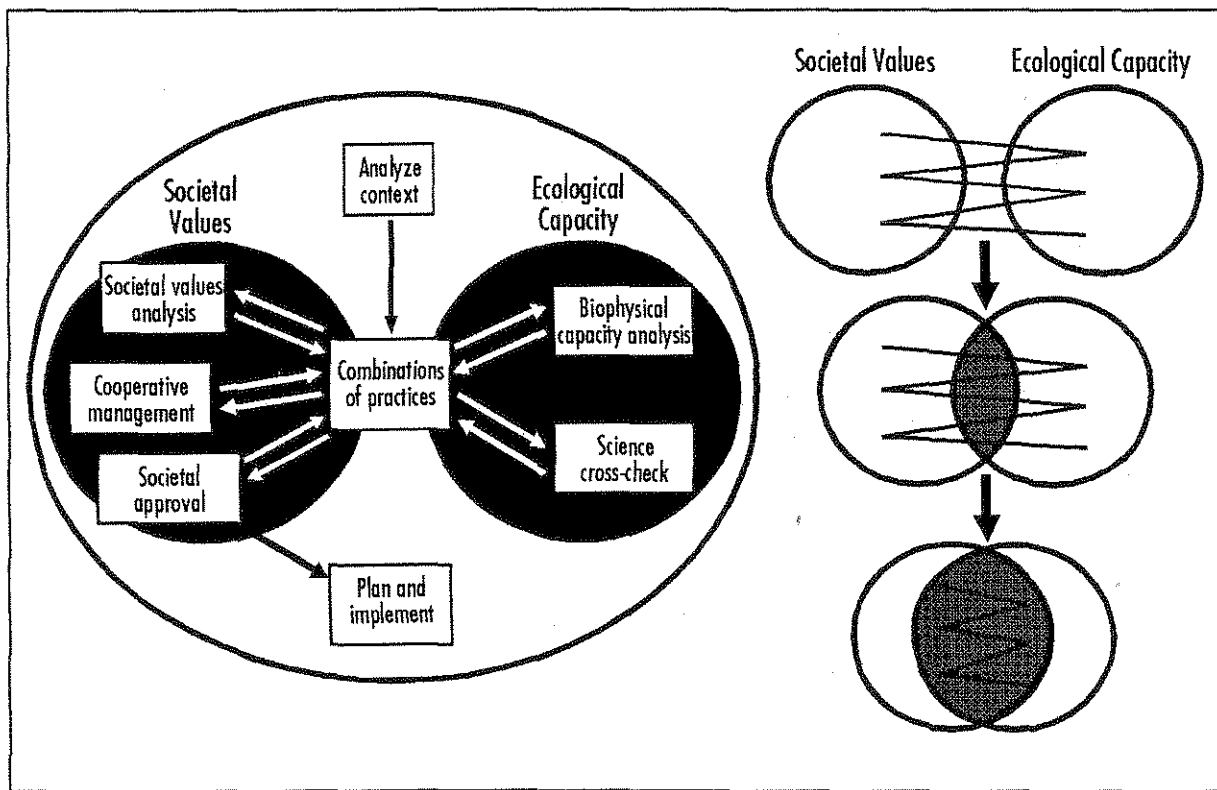 Societal Values
Ecological Capacity
Analyze
context
Societal
Values
Ecological
Capacity
Societal values
analysis
Biophysical
capacity analysis
Combinations
of practices
Cooperative
management
Science
cross-check
Societal
approval
Plan and
implement